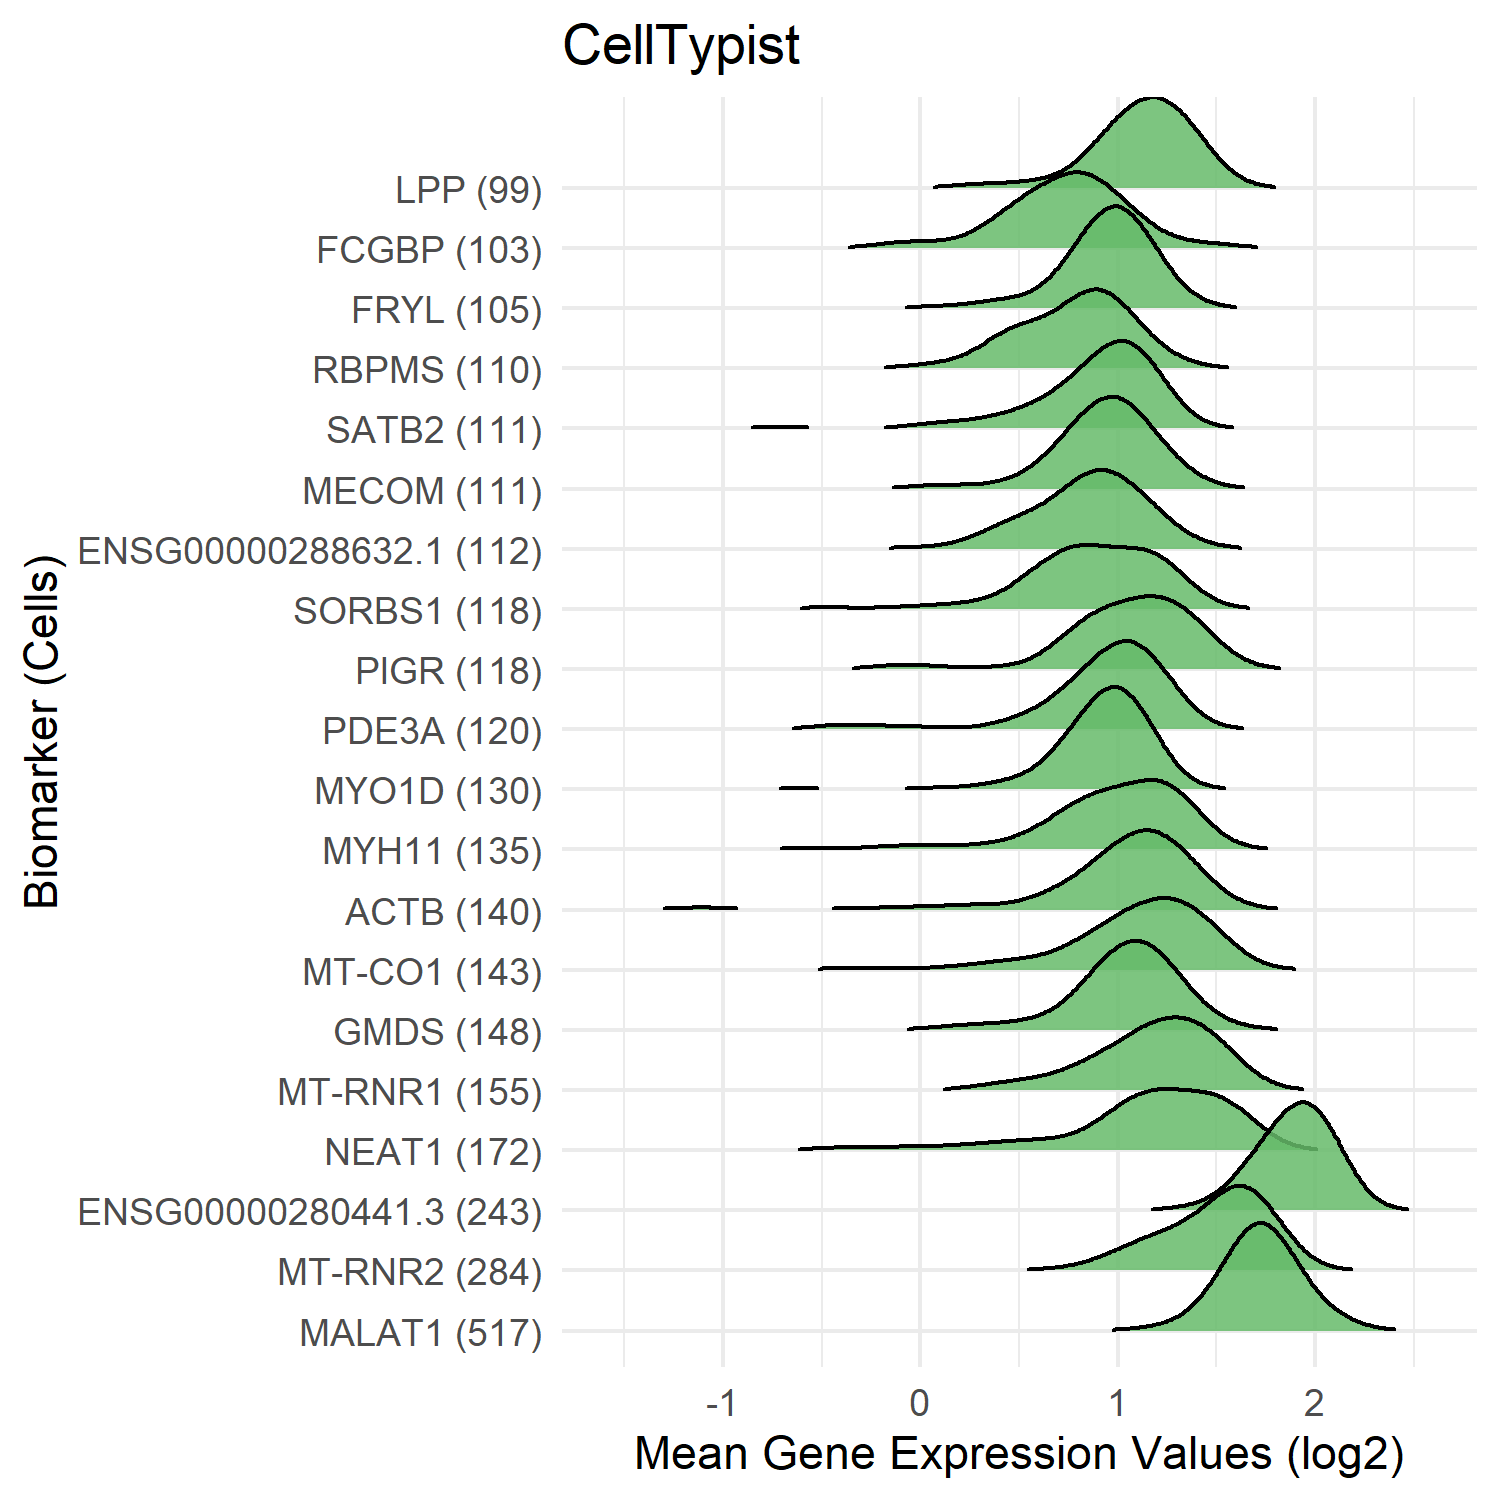 CellTypist
LPP (99)
FCGBP (103)
FRYL (105)
RBPMS (110)
SATB2 (111)
MECOM (111)
ENSG00000288632.1 (112)
SORBS1 (118)
PIGR (118)
PDE3A (120)
MYO1D (130)
MYH11 (135)
ACTB (140)
MT-CO1 (143)
GMDS (148)
MT-RNR1 (155)
NEAT1 (172)
ENSG00000280441.3 (243)
MT-RNR2 (284)
MALAT1 (517)
Biomarker (Cells)
-1 0 1 2
Mean Gene Expression Values (log2)